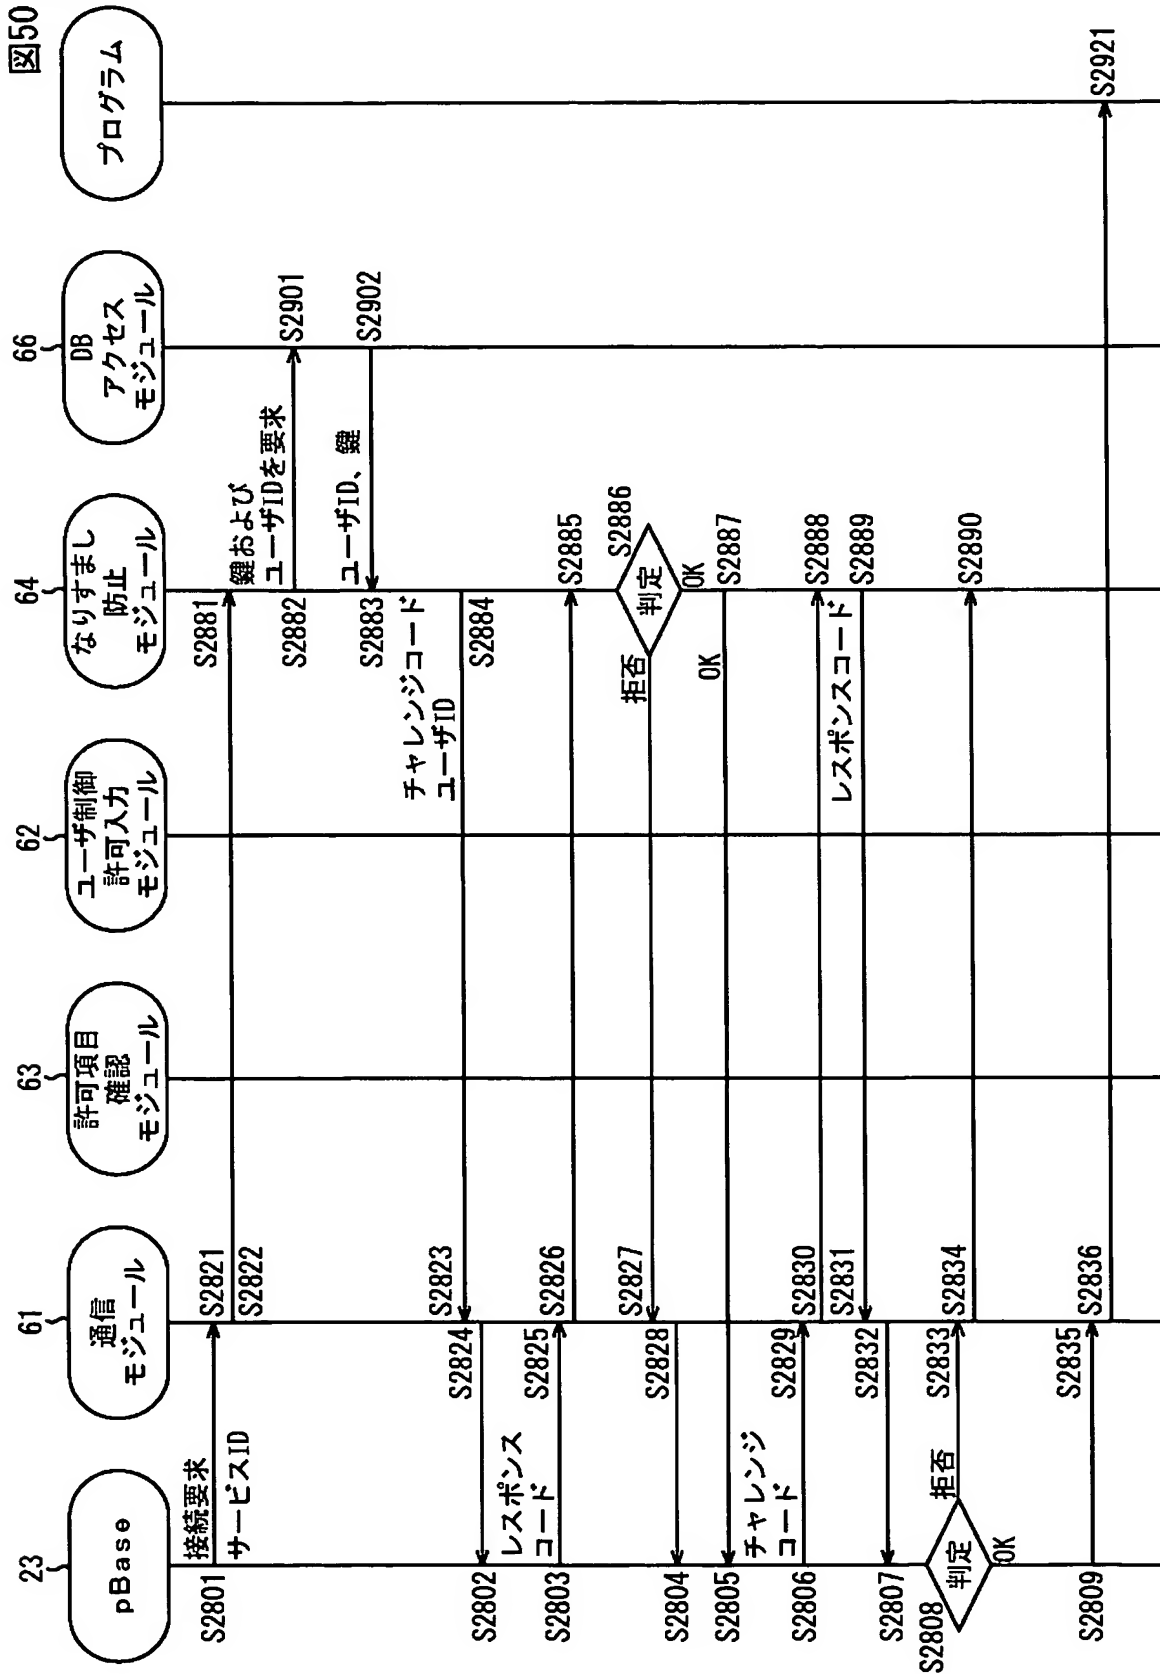 図50
23
pBase
61
通信
モジュール
63
許可項目
確認
モジュール
62
ユーザ制御
許可入力
モジュール
64
なりすまし
防止
モジュール
66
DB
アクセス
モジュール
プログラム
S2801
接続要求
サービスID
S2821
S2822
S2881
鍵および
ユーザIDを要求
S2882
S2901
ユーザID、鍵
S2883
S2902
チャレンジコード
ユーザID
S2884
S2823
S2824
S2802
レスポンス
コード
S2803
S2825
S2826
S2885
S2886
判定
拒否
OK
S2827
S2828
S2804
OK
S2887
S2805
チャレンジ
コード
S2806
S2829
S2830
S2888
レスポンスコード
S2889
S2831
S2832
S2807
S2808
判定
拒否
OK
S2833
S2834
S2890
S2809
S2835
S2836
S2921